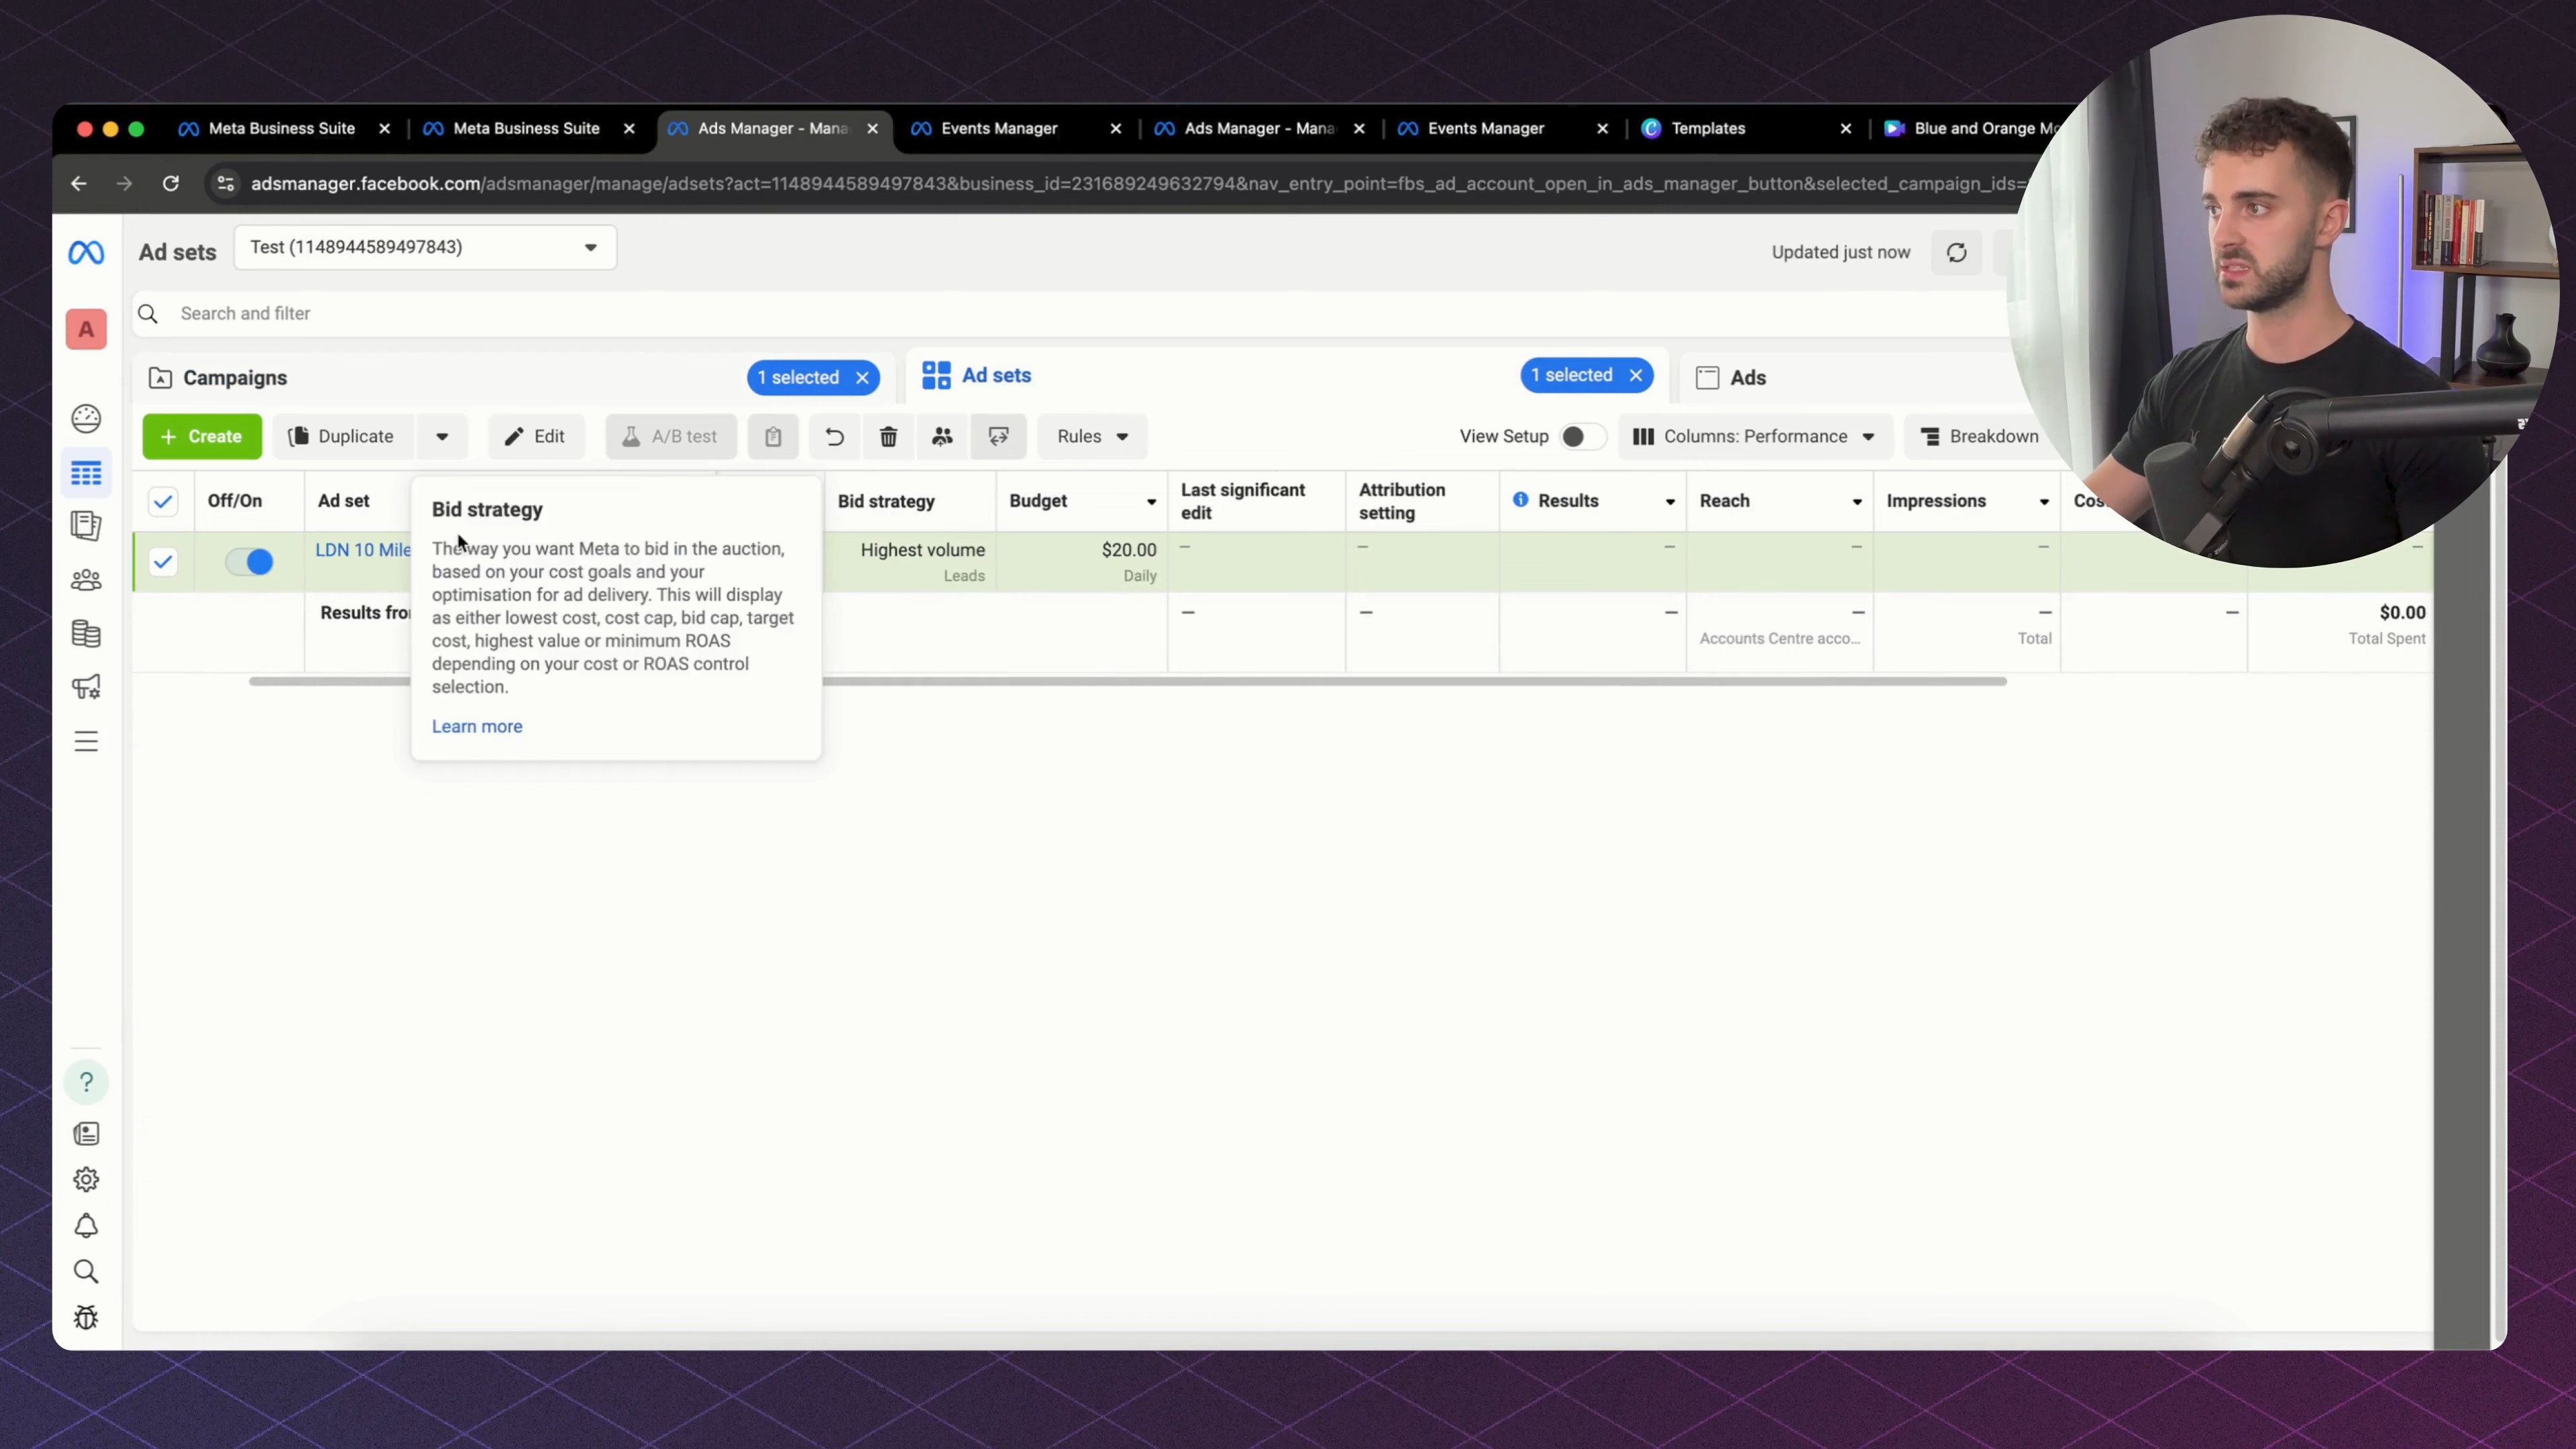 Meta Business Suite
Meta Business Suite
Ads Manager - Mana
Events Manager
Ads Manager - Mana
Events Manager
Templates
Blue and Orange Mo
adsmanager.facebook.com/adsmanager/manage/adsets?act=1148944589497843&business_id=231689249632794&nav_entry_point=fbs_ad_account_open_in_ads_manager_button&selected_campaign_ids=
Ad sets
Test (1148944589497843)
Updated just now
A
Search and filter
Campaigns
1 selected
Ad sets
1 selected
Ads
+ Create
Duplicate
Edit
A/B test
Rules
View Setup
Columns: Performance
Breakdown
Off/On
Ad set
Bid strategy
Budget
Last significant
edit
Attribution
setting
Results
Reach
Impressions
Cos
LDN 10 Mile
Highest volume
Leads
$20.00
Daily
—
—
—
—
—
—
Results fro
—
—
—
—
Accounts Centre acco...
—
Total
—
$0.00
Total Spent
Bid strategy
The way you want Meta to bid in the auction,
based on your cost goals and your
optimisation for ad delivery. This will display
as either lowest cost, cost cap, bid cap, target
cost, highest value or minimum ROAS
depending on your cost or ROAS control
selection.
Learn more
?